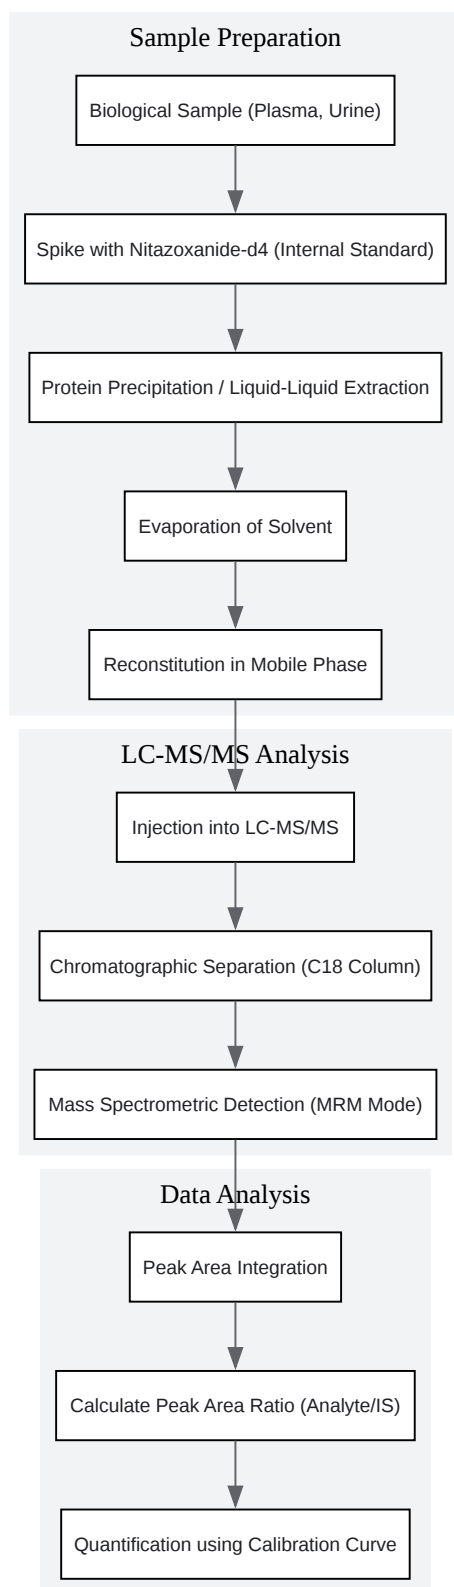 Sample Preparation
Biological Sample (Plasma, Urine)
Spike with Nitazoxanide-d4 (Internal Standard)
Protein Precipitation / Liquid-Liquid Extraction
Evaporation of Solvent
Reconstitution in Mobile Phase
LC-MS/MS Analysis
Injection into LC-MS/MS
Chromatographic Separation (C18 Column)
Mass Spectrometric Detection (MRM Mode)
Data Analysis
Peak Area Integration
Calculate Peak Area Ratio (Analyte/IS)
Quantification using Calibration Curve